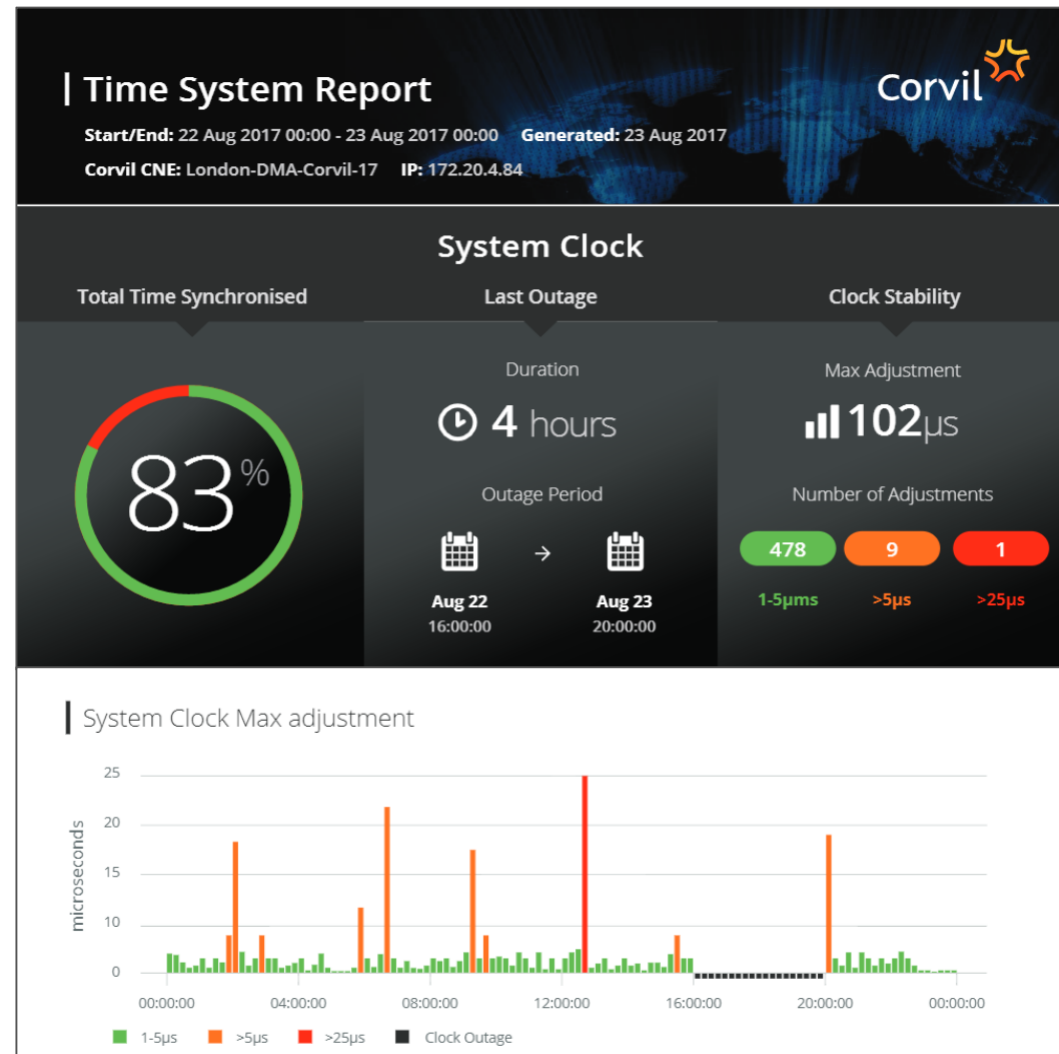 Time System Report
Corvil
Start/End: 22 Aug 2017 00:00 - 23 Aug 2017 00:00 Generated: 23 Aug 2017
Corvil CNE: London-DMA-Corvil-17 IP: 172.20.4.84
System Clock
Total Time Synchronised
Last Outage
Clock Stability
83%
Duration
4 hours
Outage Period
Aug 22
16:00:00
→
Aug 23
20:00:00
Max Adjustment
102µs
Number of Adjustments
478 9 1
1-5µms >5µs >25µs
System Clock Max adjustment
microseconds
25
20
15
10
0
00:00:00 04:00:00 08:00:00 12:00:00 16:00:00 20:00:00 00:00:00
1-5µs >5µs >25µs Clock Outage